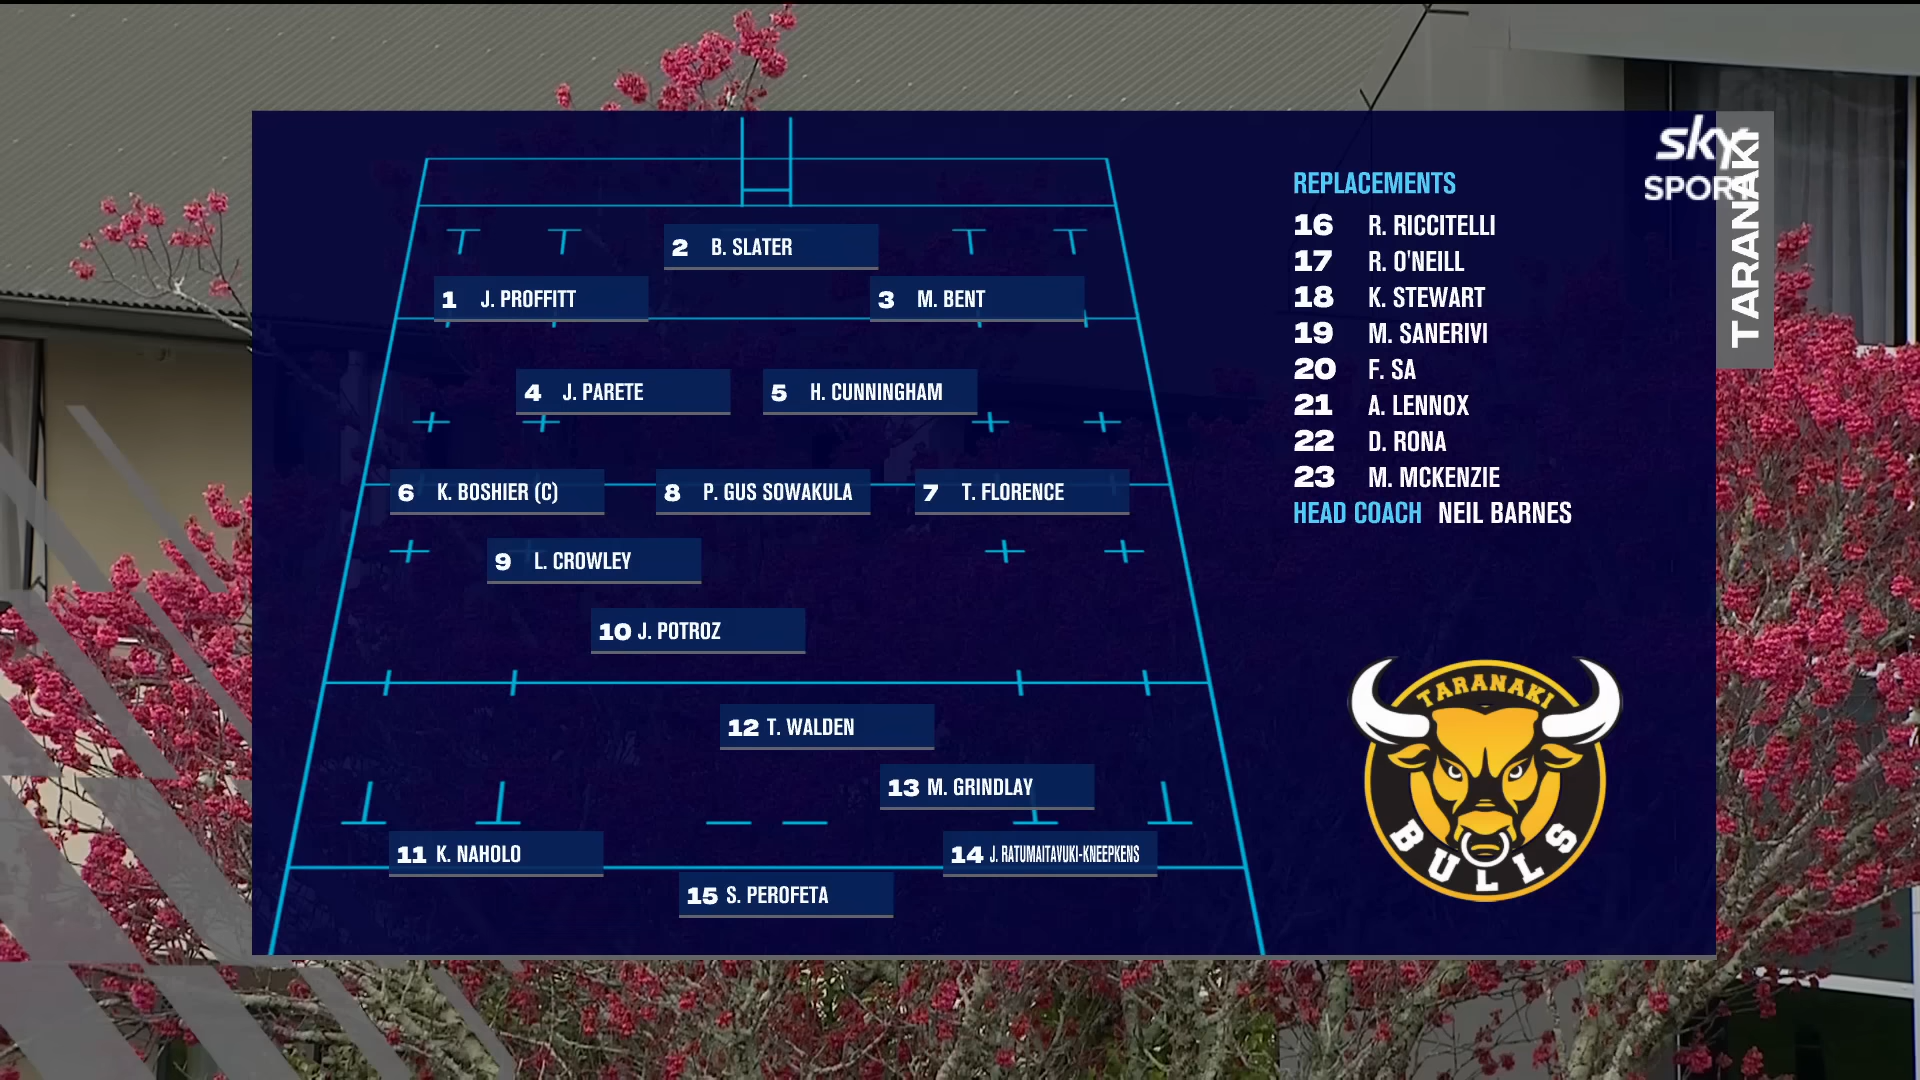 sky
SPORT
TARANAKI
2 B. SLATER
1 J. PROFFITT
3 M. BENT
4 J. PARETE
5 H. CUNNINGHAM
6 K. BOSHIER (C)
8 P. GUS SOWAKULA
7 T. FLORENCE
9 L. CROWLEY
10 J. POTROZ
12 T. WALDEN
13 M. GRINDLAY
11 K. NAHOLO
14 J. RATUMAITAVUKI-KNEEPKENS
15 S. PEROFETA
REPLACEMENTS
16 R. RICCITELLI
17 R. O'NEILL
18 K. STEWART
19 M. SANERIVI
20 F. SA
21 A. LENNOX
22 D. RONA
23 M. MCKENZIE
HEAD COACH NEIL BARNES
TARANAKI
BULLS